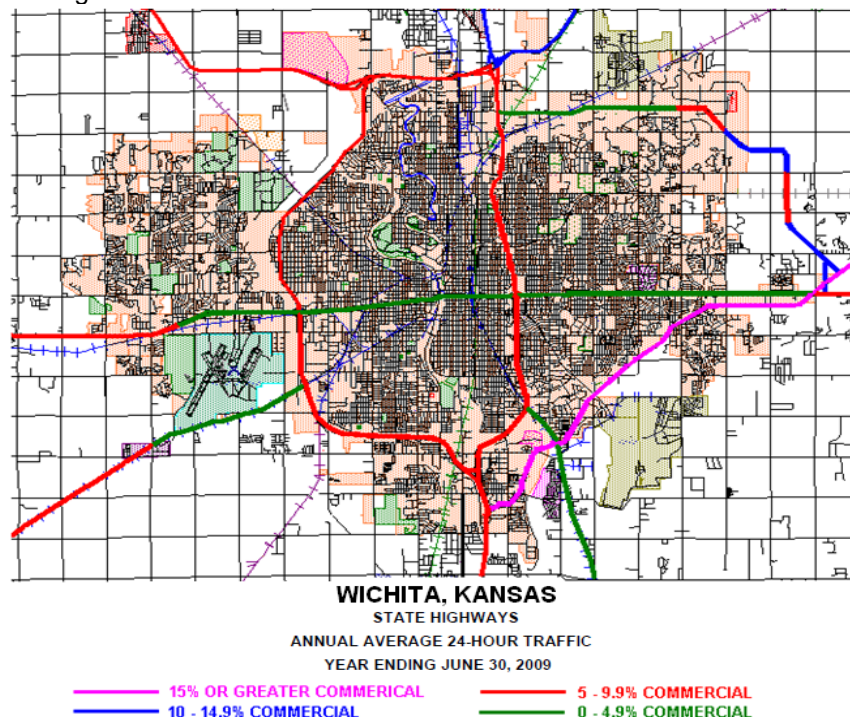 WICHITA, KANSAS
STATE HIGHWAYS
ANNUAL AVERAGE 24-HOUR TRAFFIC
YEAR ENDING JUNE 30, 2009
15% OR GREATER COMMERICAL
5 - 9.9% COMMERCIAL
10 - 14.9% COMMERCIAL
0 - 4.9% COMMERCIAL